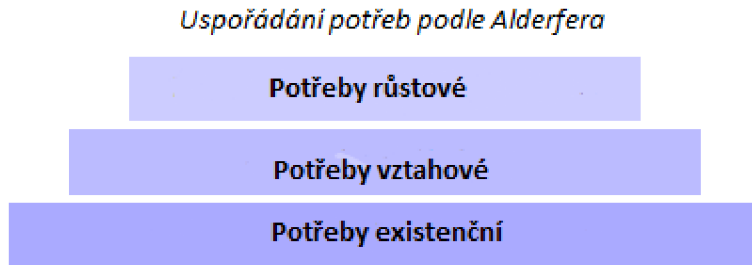 Uspořádání potřeb podle Alderfera
Potřeby růstové
Potřeby vztahové
Potřeby existenční